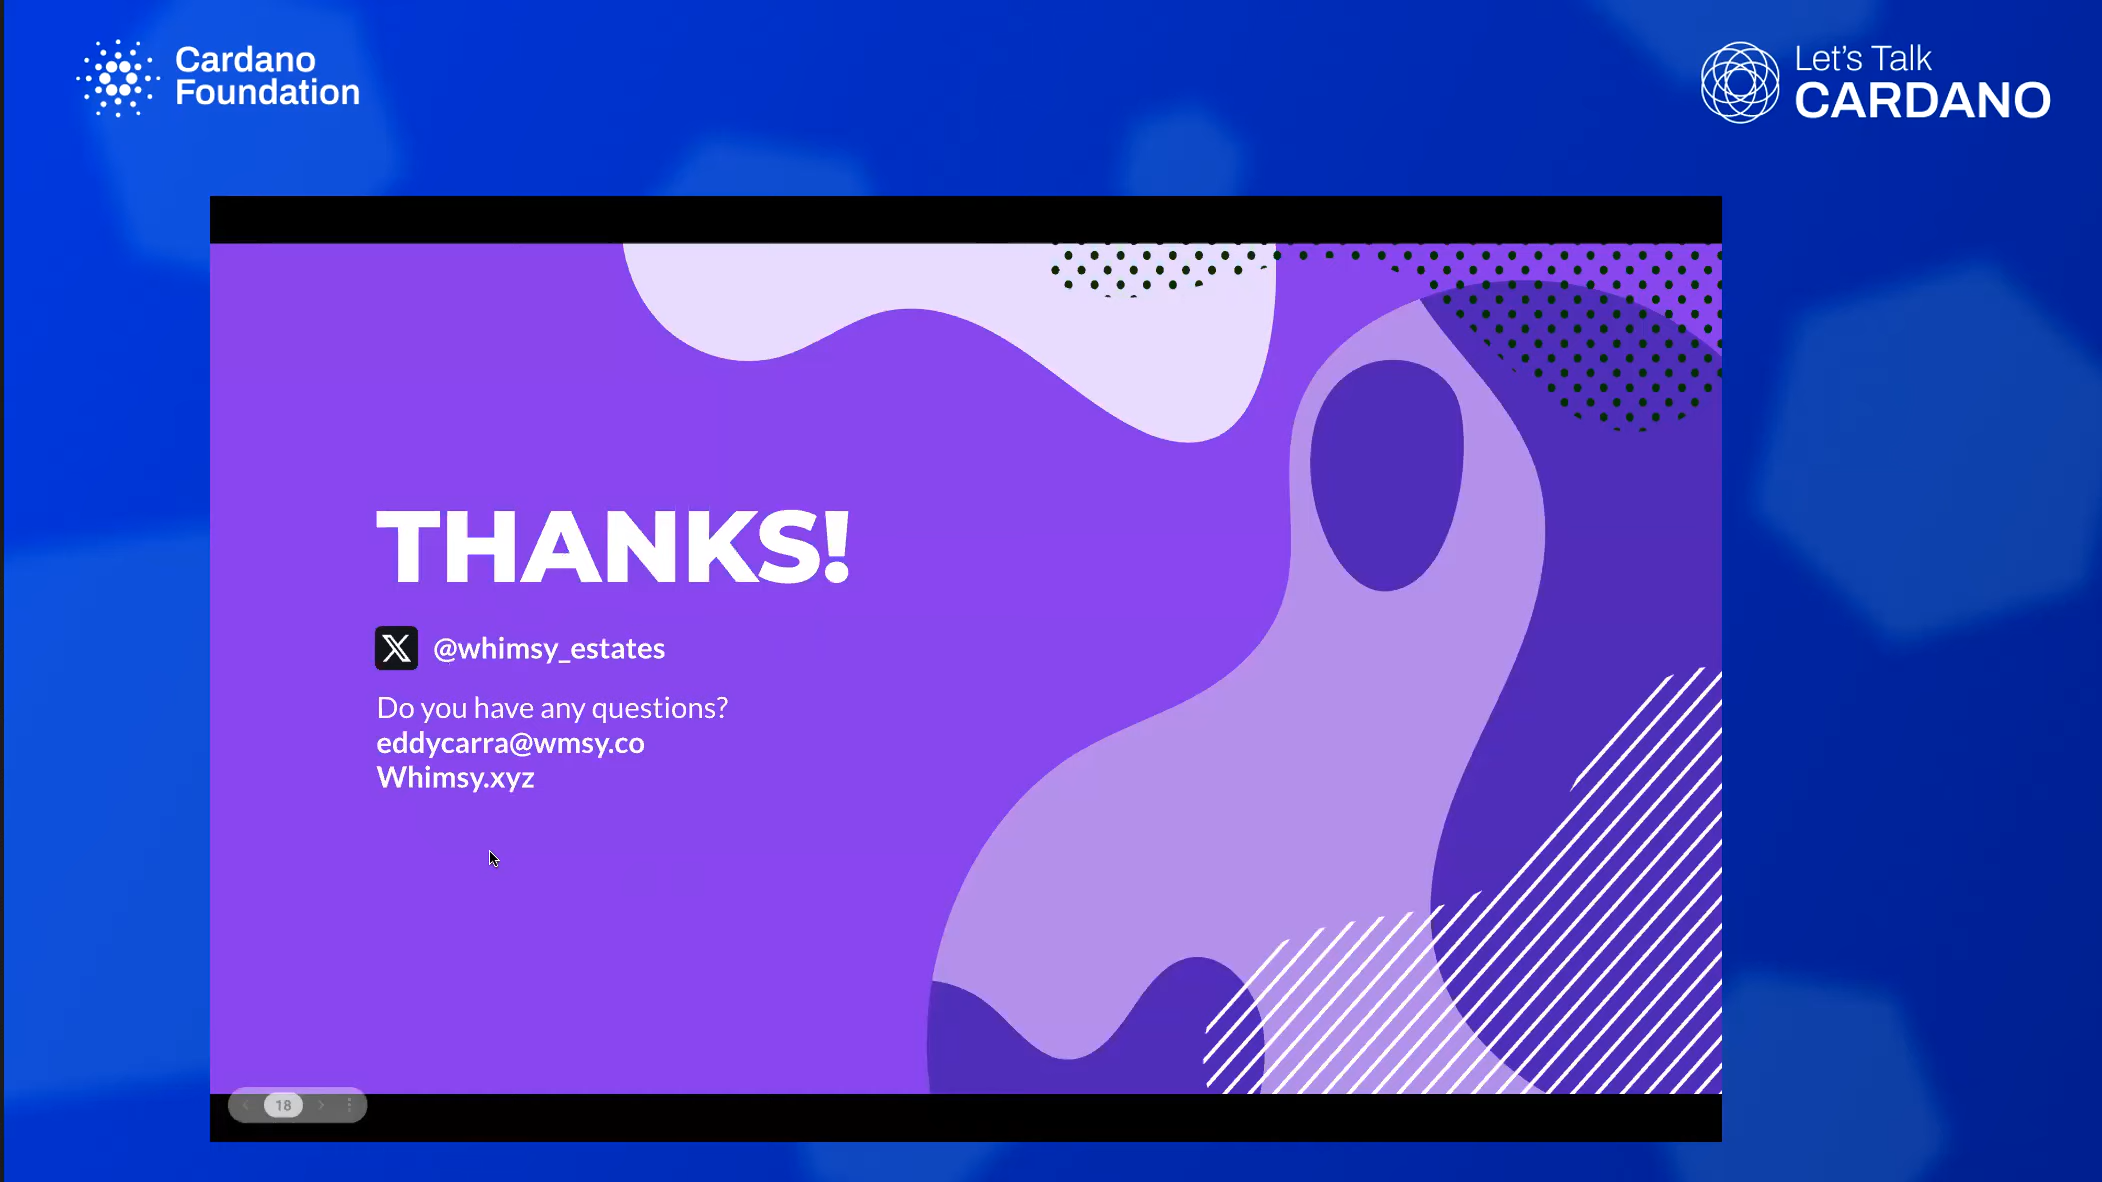 Cardano
Foundation
Let's Talk
CARDANO
THANKS!
@whimsy_estates
Do you have any questions?
eddycarra@wmsy.co
Whimsy.xyz
18